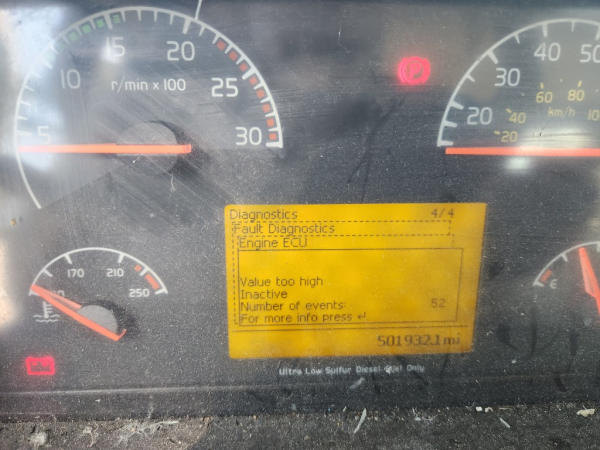 15
20
10
25
r/min x 100
5
30
50
40
30
60
80
km/h
20
40
20
Diagnostics 4/4
Fault Diagnostics
Engine ECU
Value too high
Inactive
Number of events: 52
For more info press ↵
501932.1 mi
170
210
250
E
P
Ultra Low Sulfur Diesel Fuel Only